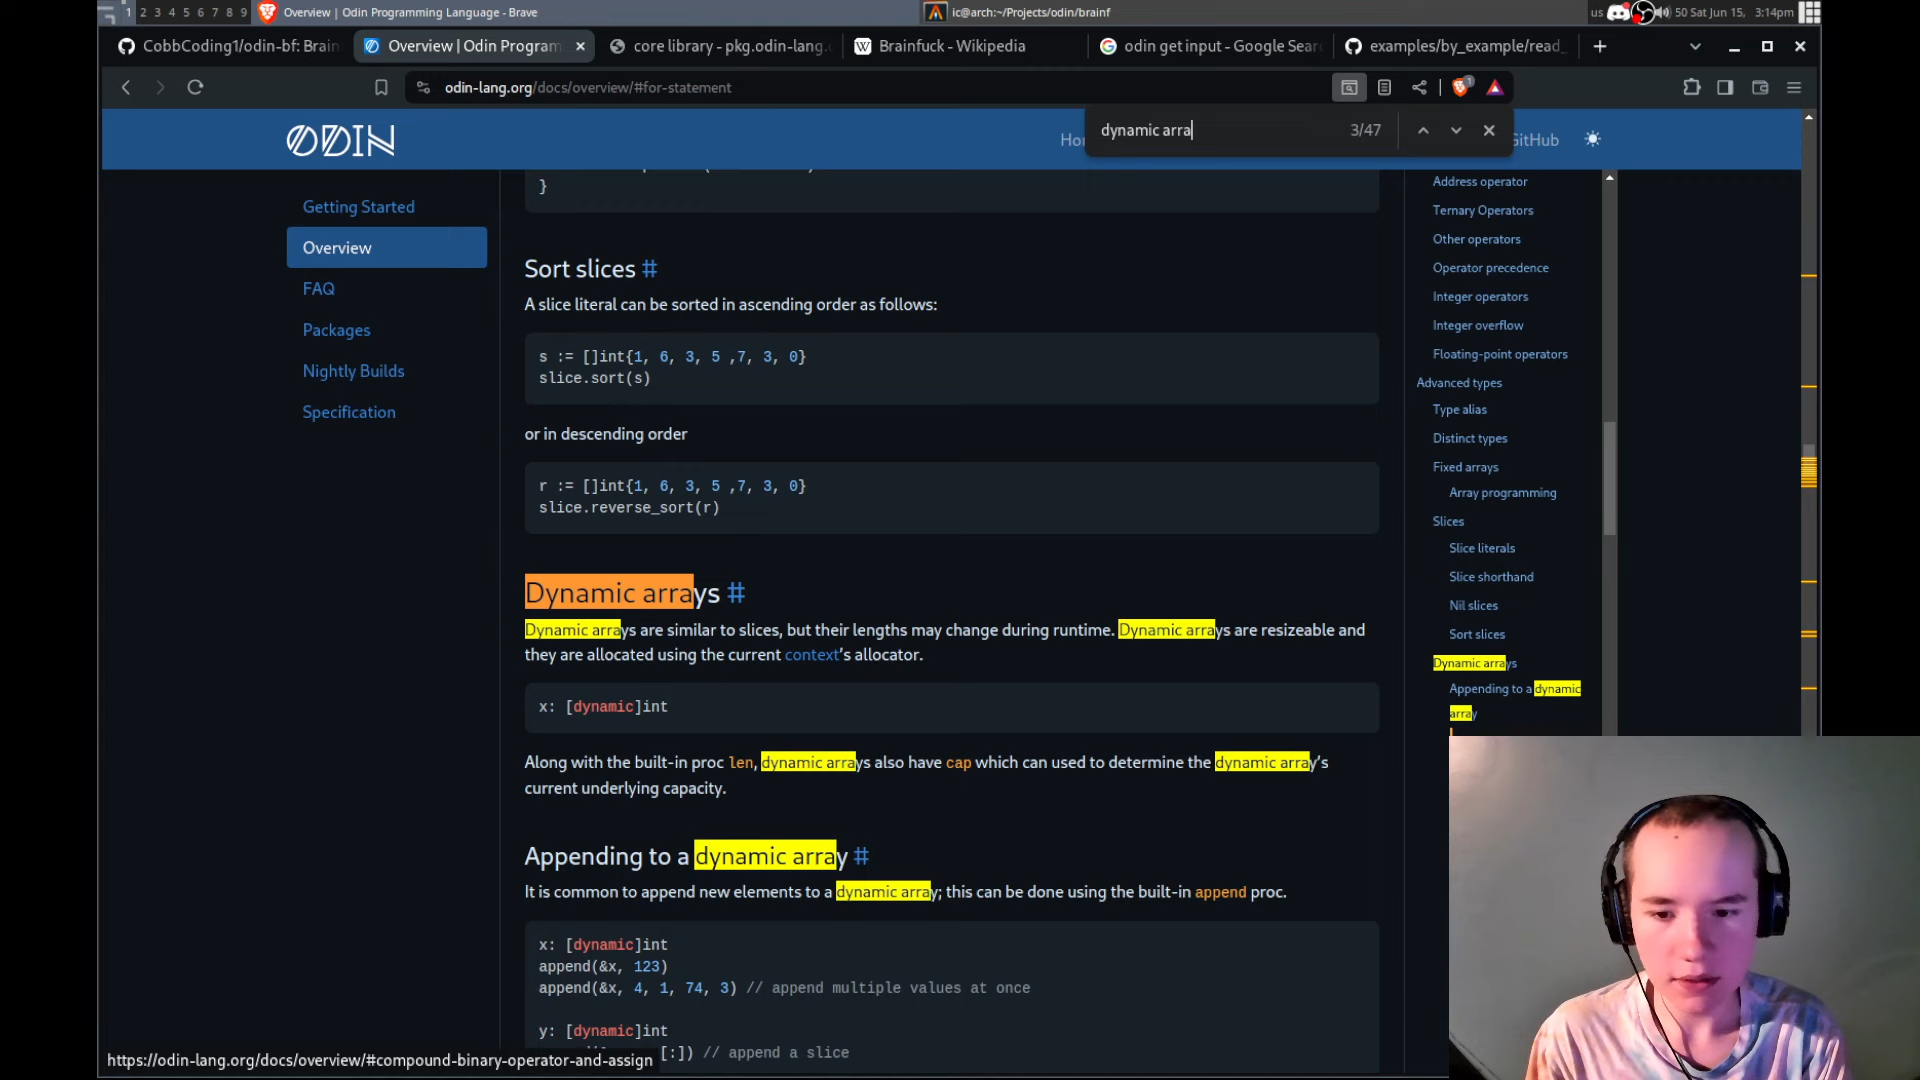 1 2 3 4 5 6 7 8 9 Overview | Odin Programming Language - Brave
ic@arch:~/Projects/odin/brainf
us 50 Sat Jun 15, 3:14pm
CobbCoding1/odin-bf: Brain
Overview | Odin Program
core library - pkg.odin-lang.
Brainfuck - Wikipedia
odin get input - Google Sear
examples/by_example/read_
odin-lang.org/docs/overview/#for-statement
1
dynamic arra 3/47
ODIN
Hom
GitHub
Getting Started
Overview
FAQ
Packages
Nightly Builds
Specification
}
Sort slices #
A slice literal can be sorted in ascending order as follows:
s := []int{1, 6, 3, 5 ,7, 3, 0}
slice.sort(s)
or in descending order
r := []int{1, 6, 3, 5 ,7, 3, 0}
slice.reverse_sort(r)
Dynamic arrays #
Dynamic arrays are similar to slices, but their lengths may change during runtime. Dynamic arrays are resizeable and
they are allocated using the current context’s allocator.
x: [dynamic]int
Along with the built-in proc len, dynamic arrays also have cap which can used to determine the dynamic array’s
current underlying capacity.
Appending to a dynamic array #
It is common to append new elements to a dynamic array; this can be done using the built-in append proc.
x: [dynamic]int
append(&x, 123)
append(&x, 4, 1, 74, 3) // append multiple values at once
y: [dynamic]int
[:]) // append a slice
Address operator
Ternary Operators
Other operators
Operator precedence
Integer operators
Integer overflow
Floating-point operators
Advanced types
Type alias
Distinct types
Fixed arrays
Array programming
Slices
Slice literals
Slice shorthand
Nil slices
Sort slices
Dynamic arrays
Appending to a dynamic
array
https://odin-lang.org/docs/overview/#compound-binary-operator-and-assign